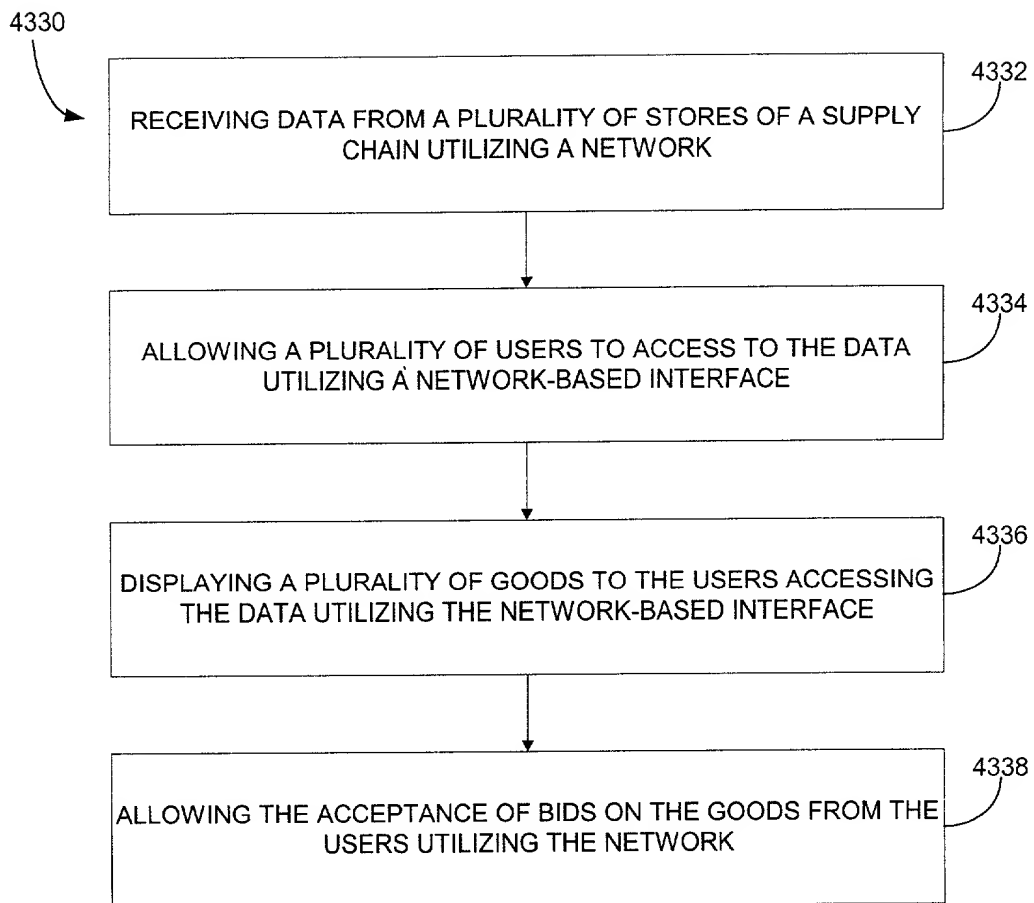 4330
4332
RECEIVING DATA FROM A PLURALITY OF STORES OF A SUPPLY
CHAIN UTILIZING A NETWORK
4334
ALLOWING A PLURALITY OF USERS TO ACCESS TO THE DATA
UTILIZING A NETWORK-BASED INTERFACE
4336
DISPLAYING A PLURALITY OF GOODS TO THE USERS ACCESSING
THE DATA UTILIZING THE NETWORK-BASED INTERFACE
4338
ALLOWING THE ACCEPTANCE OF BIDS ON THE GOODS FROM THE
USERS UTILIZING THE NETWORK